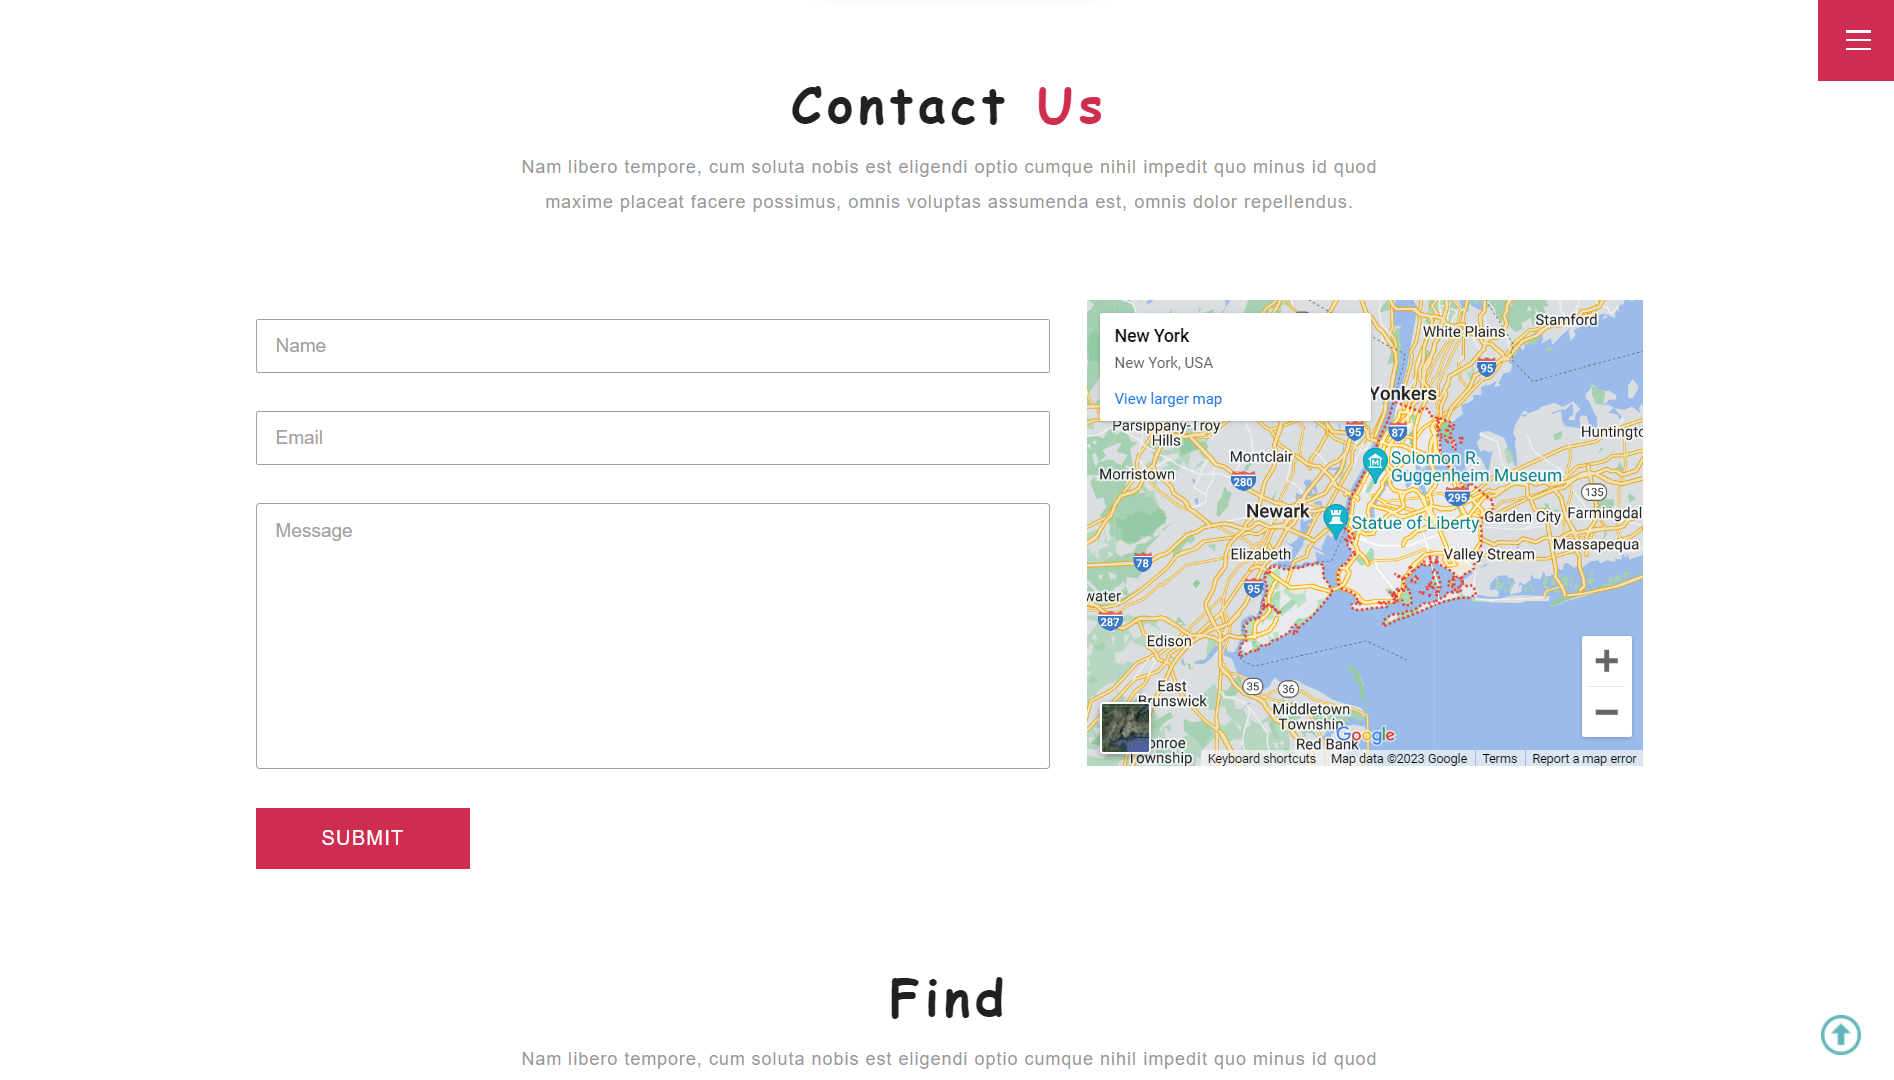 Contact Us
Nam libero tempore, cum soluta nobis est eligendi optio cumque nihil impedit quo minus id quod
maxime placeat facere possimus, omnis voluptas assumenda est, omnis dolor repellendus.
Name
Email
Message
SUBMIT
New York
New York, USA
View larger map
Stamford
White Plains
95
Yonkers
Parsippany-Troy
Hills
95
87
Huntingto
Montclair
Solomon R.
Guggenheim Museum
Morristown
280
295
135
Newark
Statue of Liberty
Garden City
Farmingdal
Elizabeth
Valley Stream
Massapequa
78
95
water
287
Edison
East
Brunswick
35
36
Middletown
Township
Red Bank
Google
onroe
Township
Keyboard shortcuts
Map data ©2023 Google
Terms
Report a map error
Find
Nam libero tempore, cum soluta nobis est eligendi optio cumque nihil impedit quo minus id quod